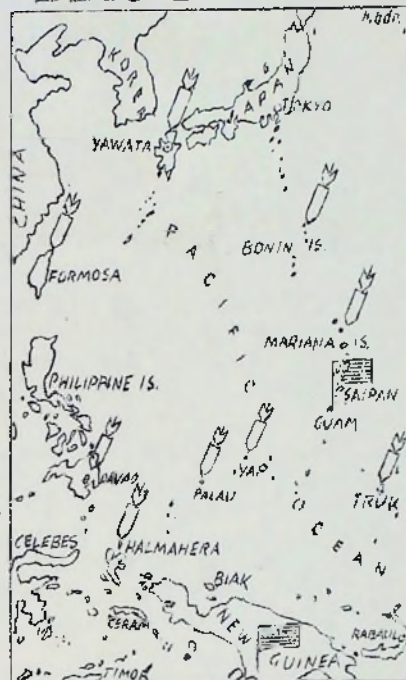 h.bdr.
KOREA
JAPAN
TOKYO
YAWATA
CHINA
BONIN IS.
FORMOSA
PACIFIC
OCEAN
MARIANA IS.
SAIPAN
GUAM
PHILIPPINE IS.
DAVAO
YAP
PALAU
TRUK
CELEBES
HALMAHERA
BIAK
CERAM
NEW
GUINEA
RABAUL
TIMOR